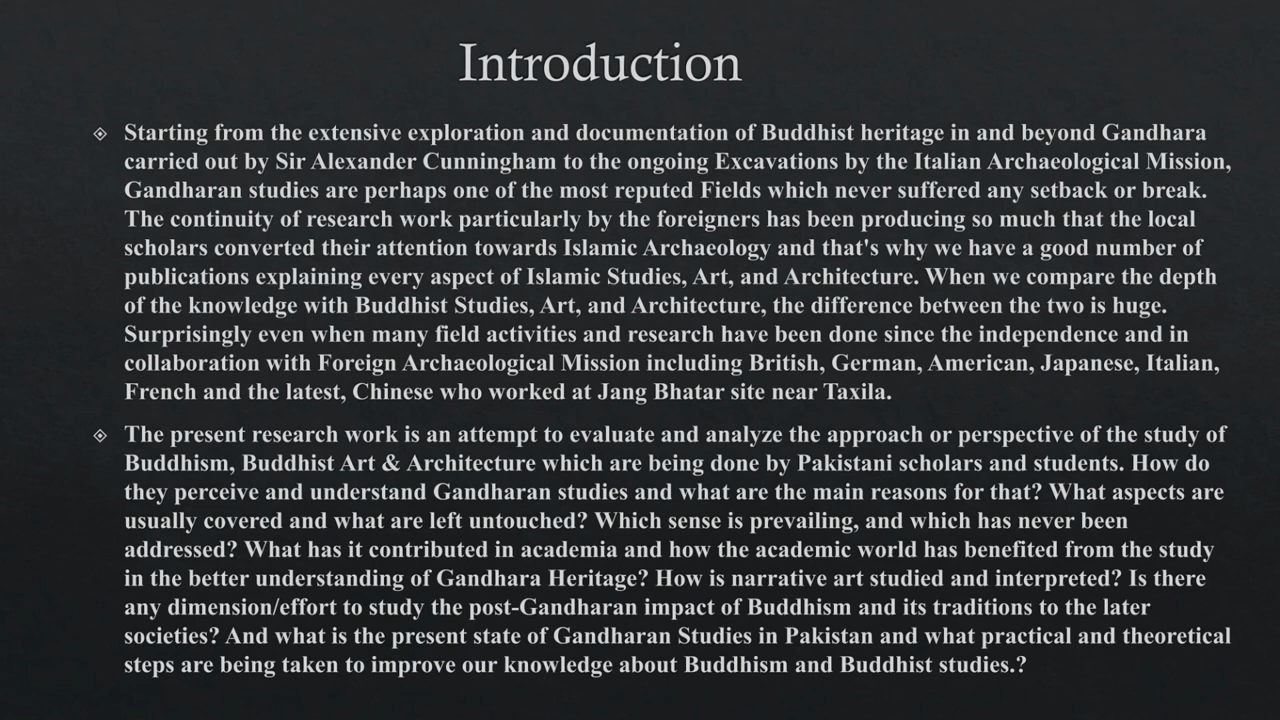 Introduction
Starting from the extensive exploration and documentation of Buddhist heritage in and beyond Gandhara
carried out by Sir Alexander Cunningham to the ongoing Excavations by the Italian Archaeological Mission,
Gandharan studies are perhaps one of the most reputed Fields which never suffered any setback or break.
The continuity of research work particularly by the foreigners has been producing so much that the local
scholars converted their attention towards Islamic Archaeology and that's why we have a good number of
publications explaining every aspect of Islamic Studies, Art, and Architecture. When we compare the depth
of the knowledge with Buddhist Studies, Art, and Architecture, the difference between the two is huge.
Surprisingly even when many field activities and research have been done since the independence and in
collaboration with Foreign Archaeological Mission including British, German, American, Japanese, Italian,
French and the latest, Chinese who worked at Jang Bhatar site near Taxila.
The present research work is an attempt to evaluate and analyze the approach or perspective of the study of
Buddhism, Buddhist Art & Architecture which are being done by Pakistani scholars and students. How do
they perceive and understand Gandharan studies and what are the main reasons for that? What aspects are
usually covered and what are left untouched? Which sense is prevailing, and which has never been
addressed? What has it contributed in academia and how the academic world has benefited from the study
in the better understanding of Gandhara Heritage? How is narrative art studied and interpreted? Is there
any dimension/effort to study the post-Gandharan impact of Buddhism and its traditions to the later
societies? And what is the present state of Gandharan Studies in Pakistan and what practical and theoretical
steps are being taken to improve our knowledge about Buddhism and Buddhist studies.?